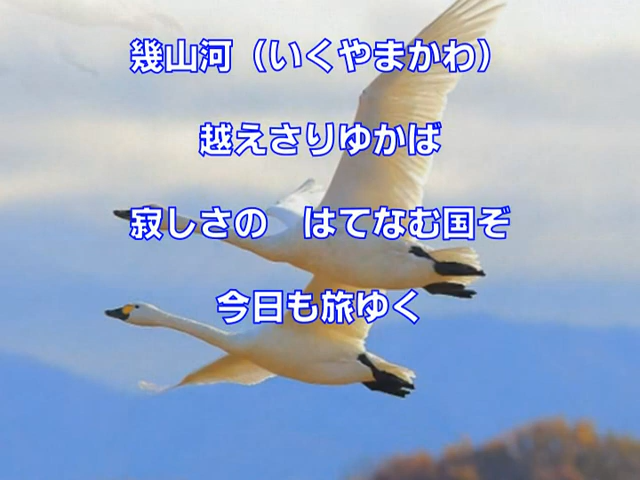 幾山河（いくやまかわ）
越えさりゆかば
寂しさの　はてなむ国ぞ
今日も旅ゆく